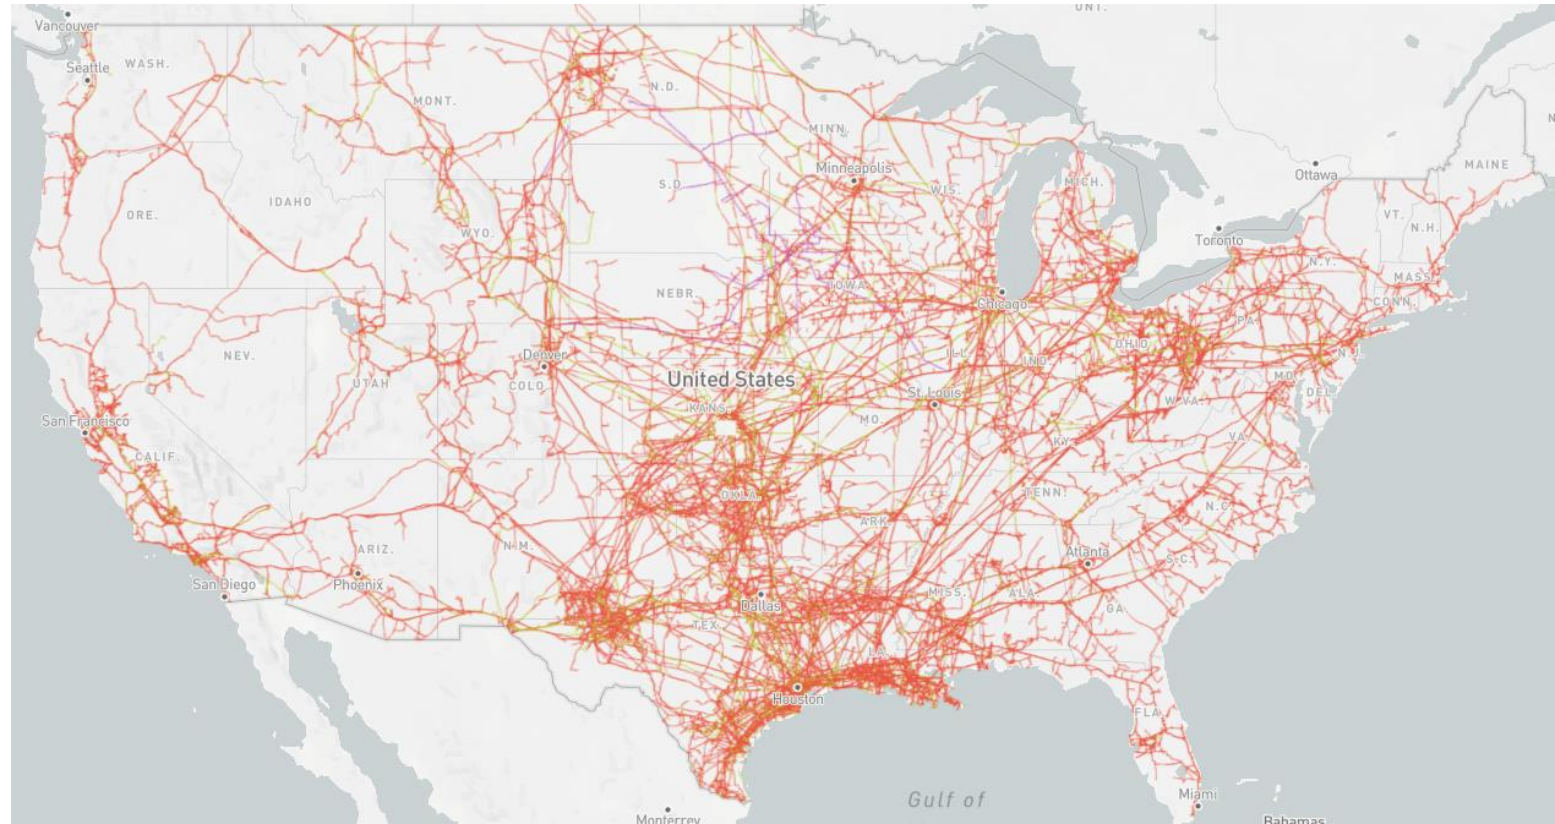 ONT.
Vancouver
Seattle
WASH.
MONT.
N.D.
MINN.
Minneapolis
Ottawa
MAINE
ORE.
IDAHO
S.D.
WIS.
MICH.
VT.
N.H.
WYO.
Toronto
N.Y.
MASS.
NEBR.
IOWA
Chicago
CONN.
PA.
NEV.
UTAH
Denver
COLO.
United States
ILL.
IND.
OHIO
N.J.
MD.
DEL.
San Francisco
KANS.
St. Louis
MO.
W.VA.
KY.
VA.
CALIF.
OKLA.
TENN.
N.C.
ARK.
ARIZ.
N.M.
Atlanta
S.C.
San Diego
Phoenix
Dallas
MISS.
ALA.
GA.
TEX.
LA.
Houston
FLA.
Gulf of
Miami
Monterrey
Bahamas